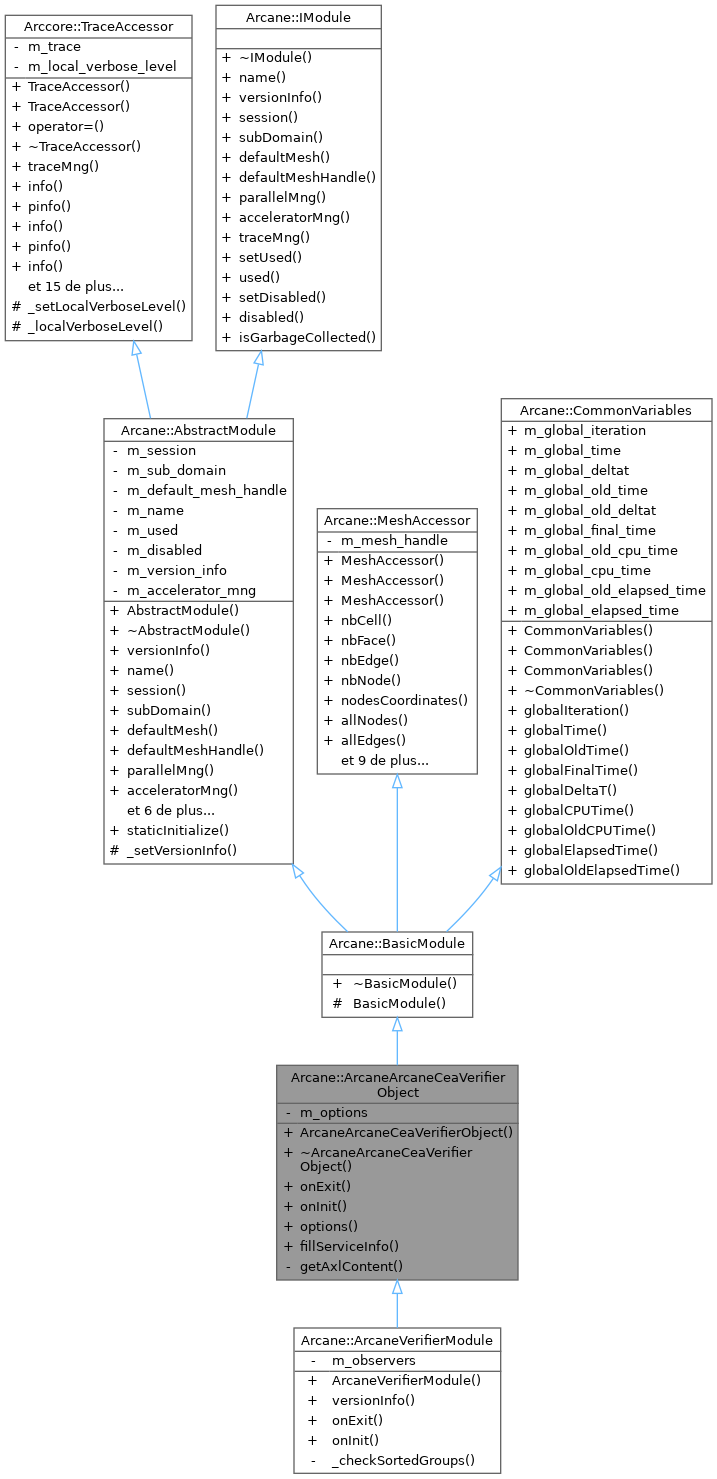 Arccore::TraceAccessor
- m_trace
- m_local_verbose_level
+ TraceAccessor()
+ TraceAccessor()
+ operator=()
+ ~TraceAccessor()
+ traceMng()
+ info()
+ pinfo()
+ info()
+ pinfo()
+ info()
et 15 de plus...
# _setLocalVerboseLevel()
# _localVerboseLevel()
Arcane::IModule
+ ~IModule()
+ name()
+ versionInfo()
+ session()
+ subDomain()
+ defaultMesh()
+ defaultMeshHandle()
+ parallelMng()
+ acceleratorMng()
+ traceMng()
+ setUsed()
+ used()
+ setDisabled()
+ disabled()
+ isGarbageCollected()
Arcane::AbstractModule
- m_session
- m_sub_domain
- m_default_mesh_handle
- m_name
- m_used
- m_disabled
- m_version_info
- m_accelerator_mng
+ AbstractModule()
+ ~AbstractModule()
+ versionInfo()
+ name()
+ session()
+ subDomain()
+ defaultMesh()
+ defaultMeshHandle()
+ parallelMng()
+ acceleratorMng()
et 6 de plus...
+ staticInitialize()
# _setVersionInfo()
Arcane::MeshAccessor
- m_mesh_handle
+ MeshAccessor()
+ MeshAccessor()
+ MeshAccessor()
+ nbCell()
+ nbFace()
+ nbEdge()
+ nbNode()
+ nodesCoordinates()
+ allNodes()
+ allEdges()
et 9 de plus...
Arcane::CommonVariables
+ m_global_iteration
+ m_global_time
+ m_global_deltat
+ m_global_old_time
+ m_global_old_deltat
+ m_global_final_time
+ m_global_old_cpu_time
+ m_global_cpu_time
+ m_global_old_elapsed_time
+ m_global_elapsed_time
+ CommonVariables()
+ CommonVariables()
+ CommonVariables()
+ ~CommonVariables()
+ globalIteration()
+ globalTime()
+ globalOldTime()
+ globalFinalTime()
+ globalDeltaT()
+ globalCPUTime()
+ globalOldCPUTime()
+ globalElapsedTime()
+ globalOldElapsedTime()
Arcane::BasicModule
+ ~BasicModule()
# BasicModule()
Arcane::ArcaneArcaneCeaVerifier
Object
- m_options
+ ArcaneArcaneCeaVerifierObject()
+ ~ArcaneArcaneCeaVerifier
Object()
+ onExit()
+ onInit()
+ options()
+ fillServiceInfo()
- getAxlContent()
Arcane::ArcaneVerifierModule
- m_observers
+ ArcaneVerifierModule()
+ versionInfo()
+ onExit()
+ onInit()
- _checkSortedGroups()